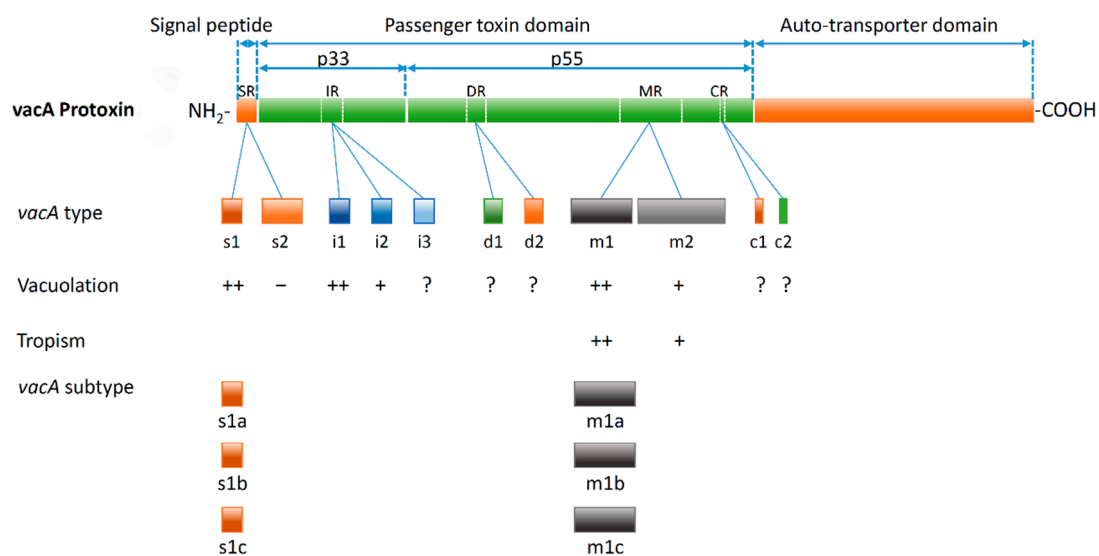 Signal peptide Passenger toxin domain Auto-transporter domain
p33 p55
SR IR DR MR CR
vacA Protoxin NH2- -COOH
vacA type
s1 s2 i1 i2 i3 d1 d2 m1 m2 c1 c2
Vacuolation ++ – ++ + ? ? ? ++ + ? ?
Tropism ++ +
vacA subtype
s1a m1a
s1b m1b
s1c m1c